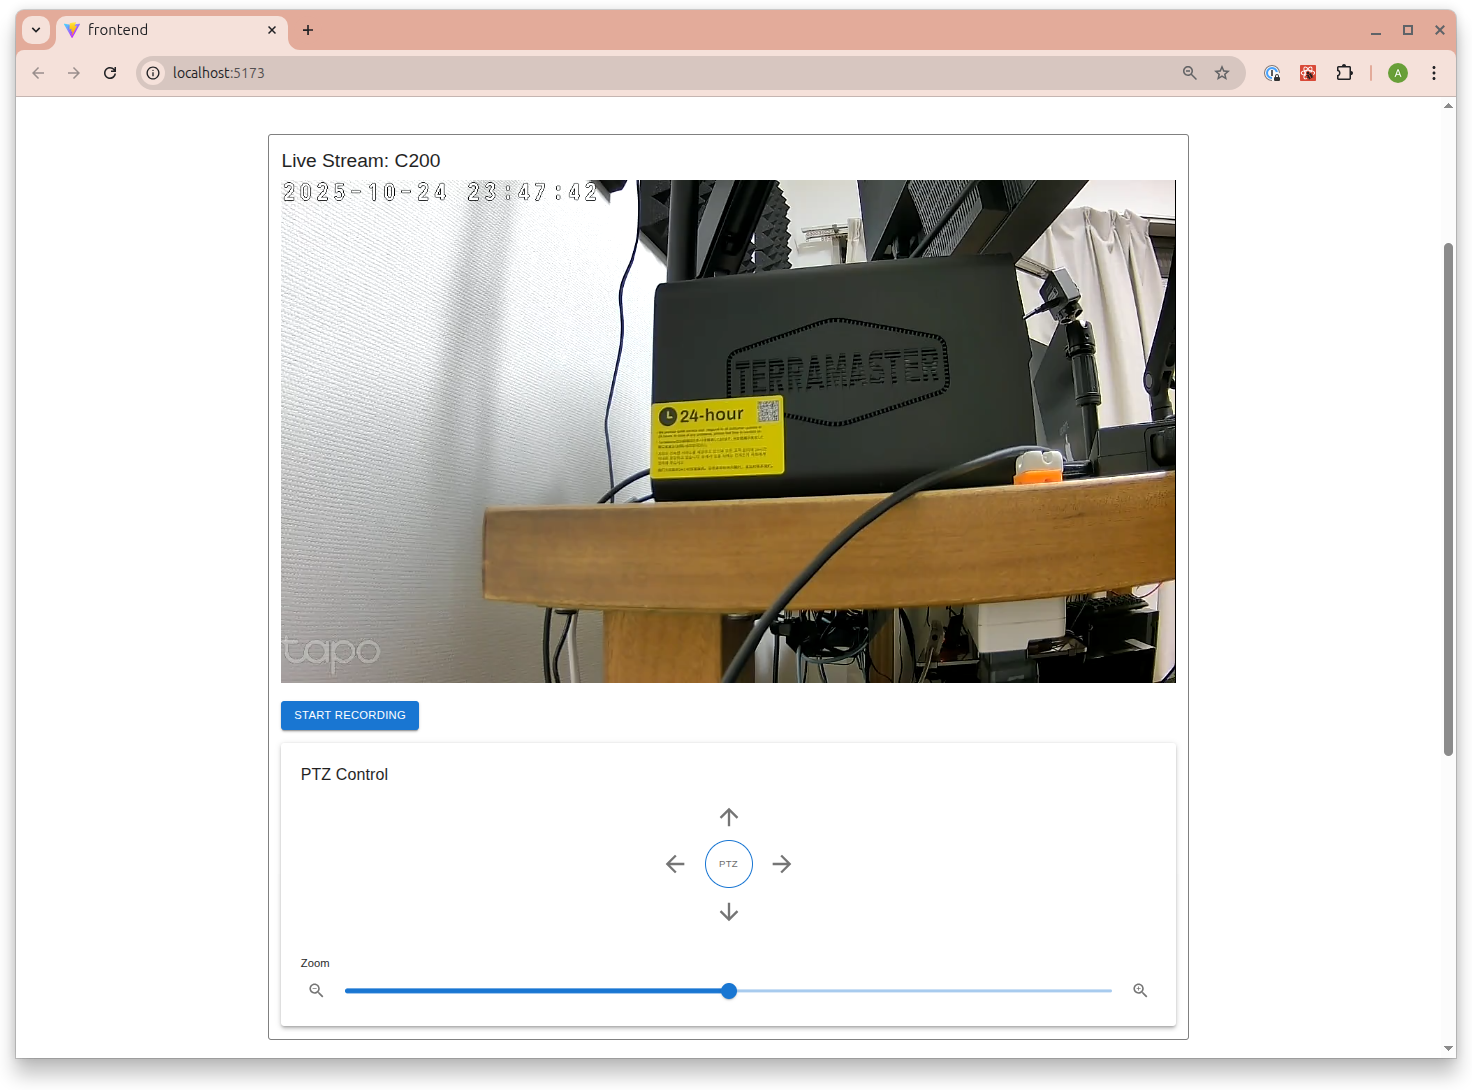 frontend
localhost:5173
A
Live Stream: C200
2025-10-24 23:47:42
TERRAMASTER
24-hour
tapo
START RECORDING
PTZ Control
PTZ
Zoom